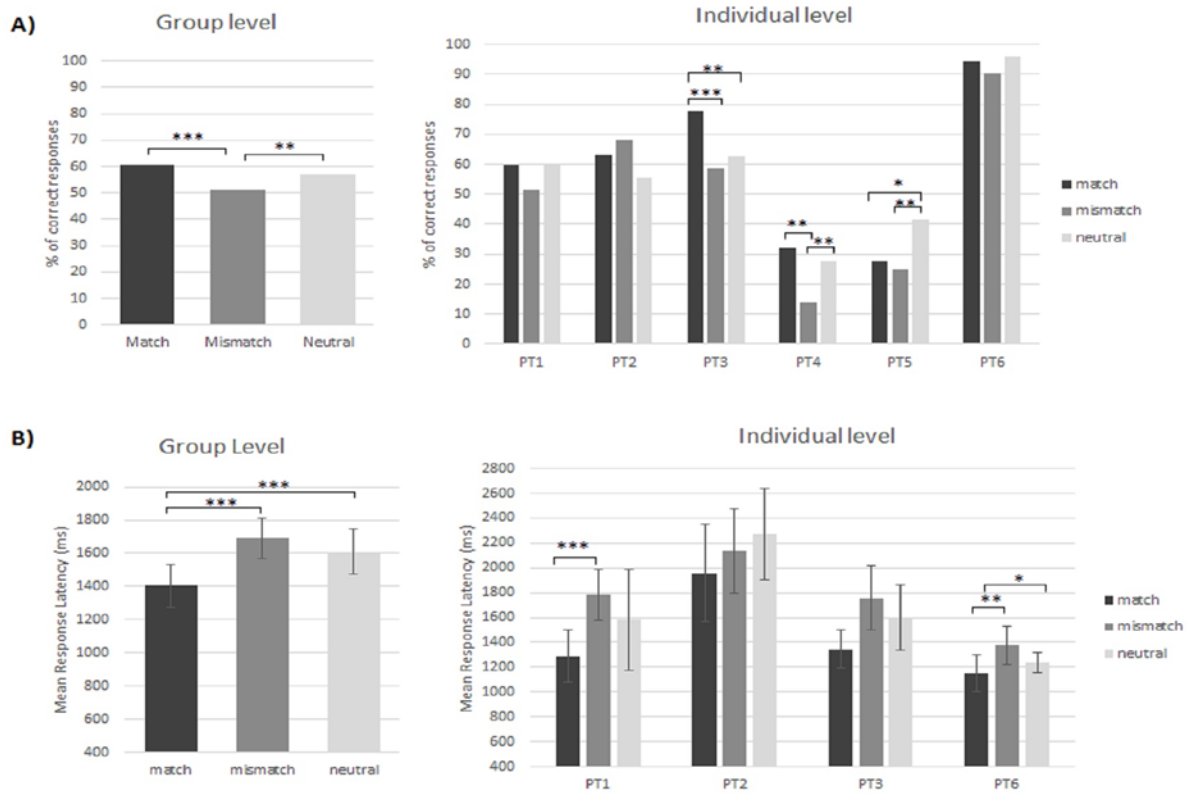 A)
Group level
% of correct responses
100
90
80
70
60
50
40
30
20
10
0
***
**
Match Mismatch Neutral
Individual level
% of correct responses
100
90
80
70
60
50
40
30
20
10
0
**
***
**
**
*
**
PT1 PT2 PT3 PT4 PT5 PT6
match
mismatch
neutral
B)
Group Level
Mean Response Latency (ms)
2000
1800
1600
1400
1200
1000
800
600
400
***
***
match mismatch neutral
Individual level
Mean Response Latency (ms)
2800
2600
2400
2200
2000
1800
1600
1400
1200
1000
800
600
400
***
*
**
PT1 PT2 PT3 PT6
match
mismatch
neutral